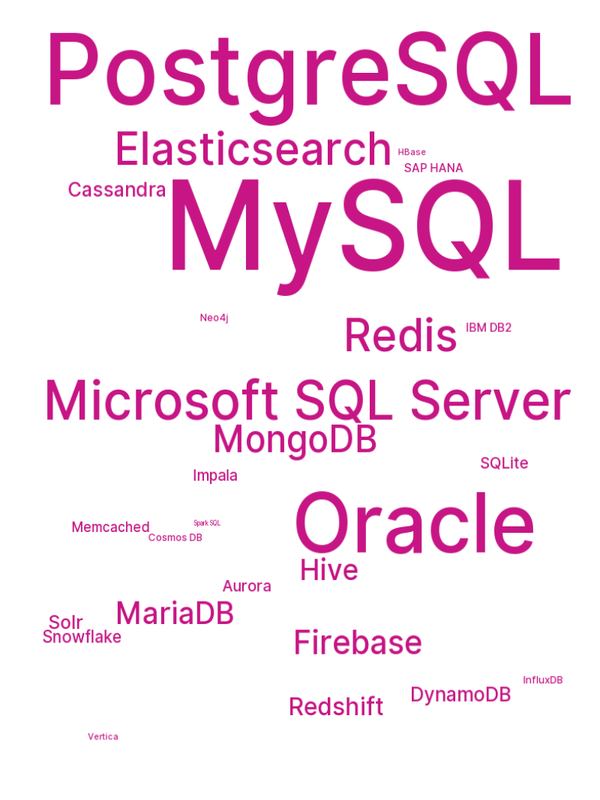 PostgreSQL
Elasticsearch
HBase
SAP HANA
Cassandra
MySQL
Neo4j
Redis
IBM DB2
Microsoft SQL Server
MongoDB
SQLite
Impala
Oracle
Memcached
Spark SQL
Cosmos DB
Hive
Aurora
MariaDB
Solr
Snowflake
Firebase
InfluxDB
DynamoDB
Redshift
Vertica